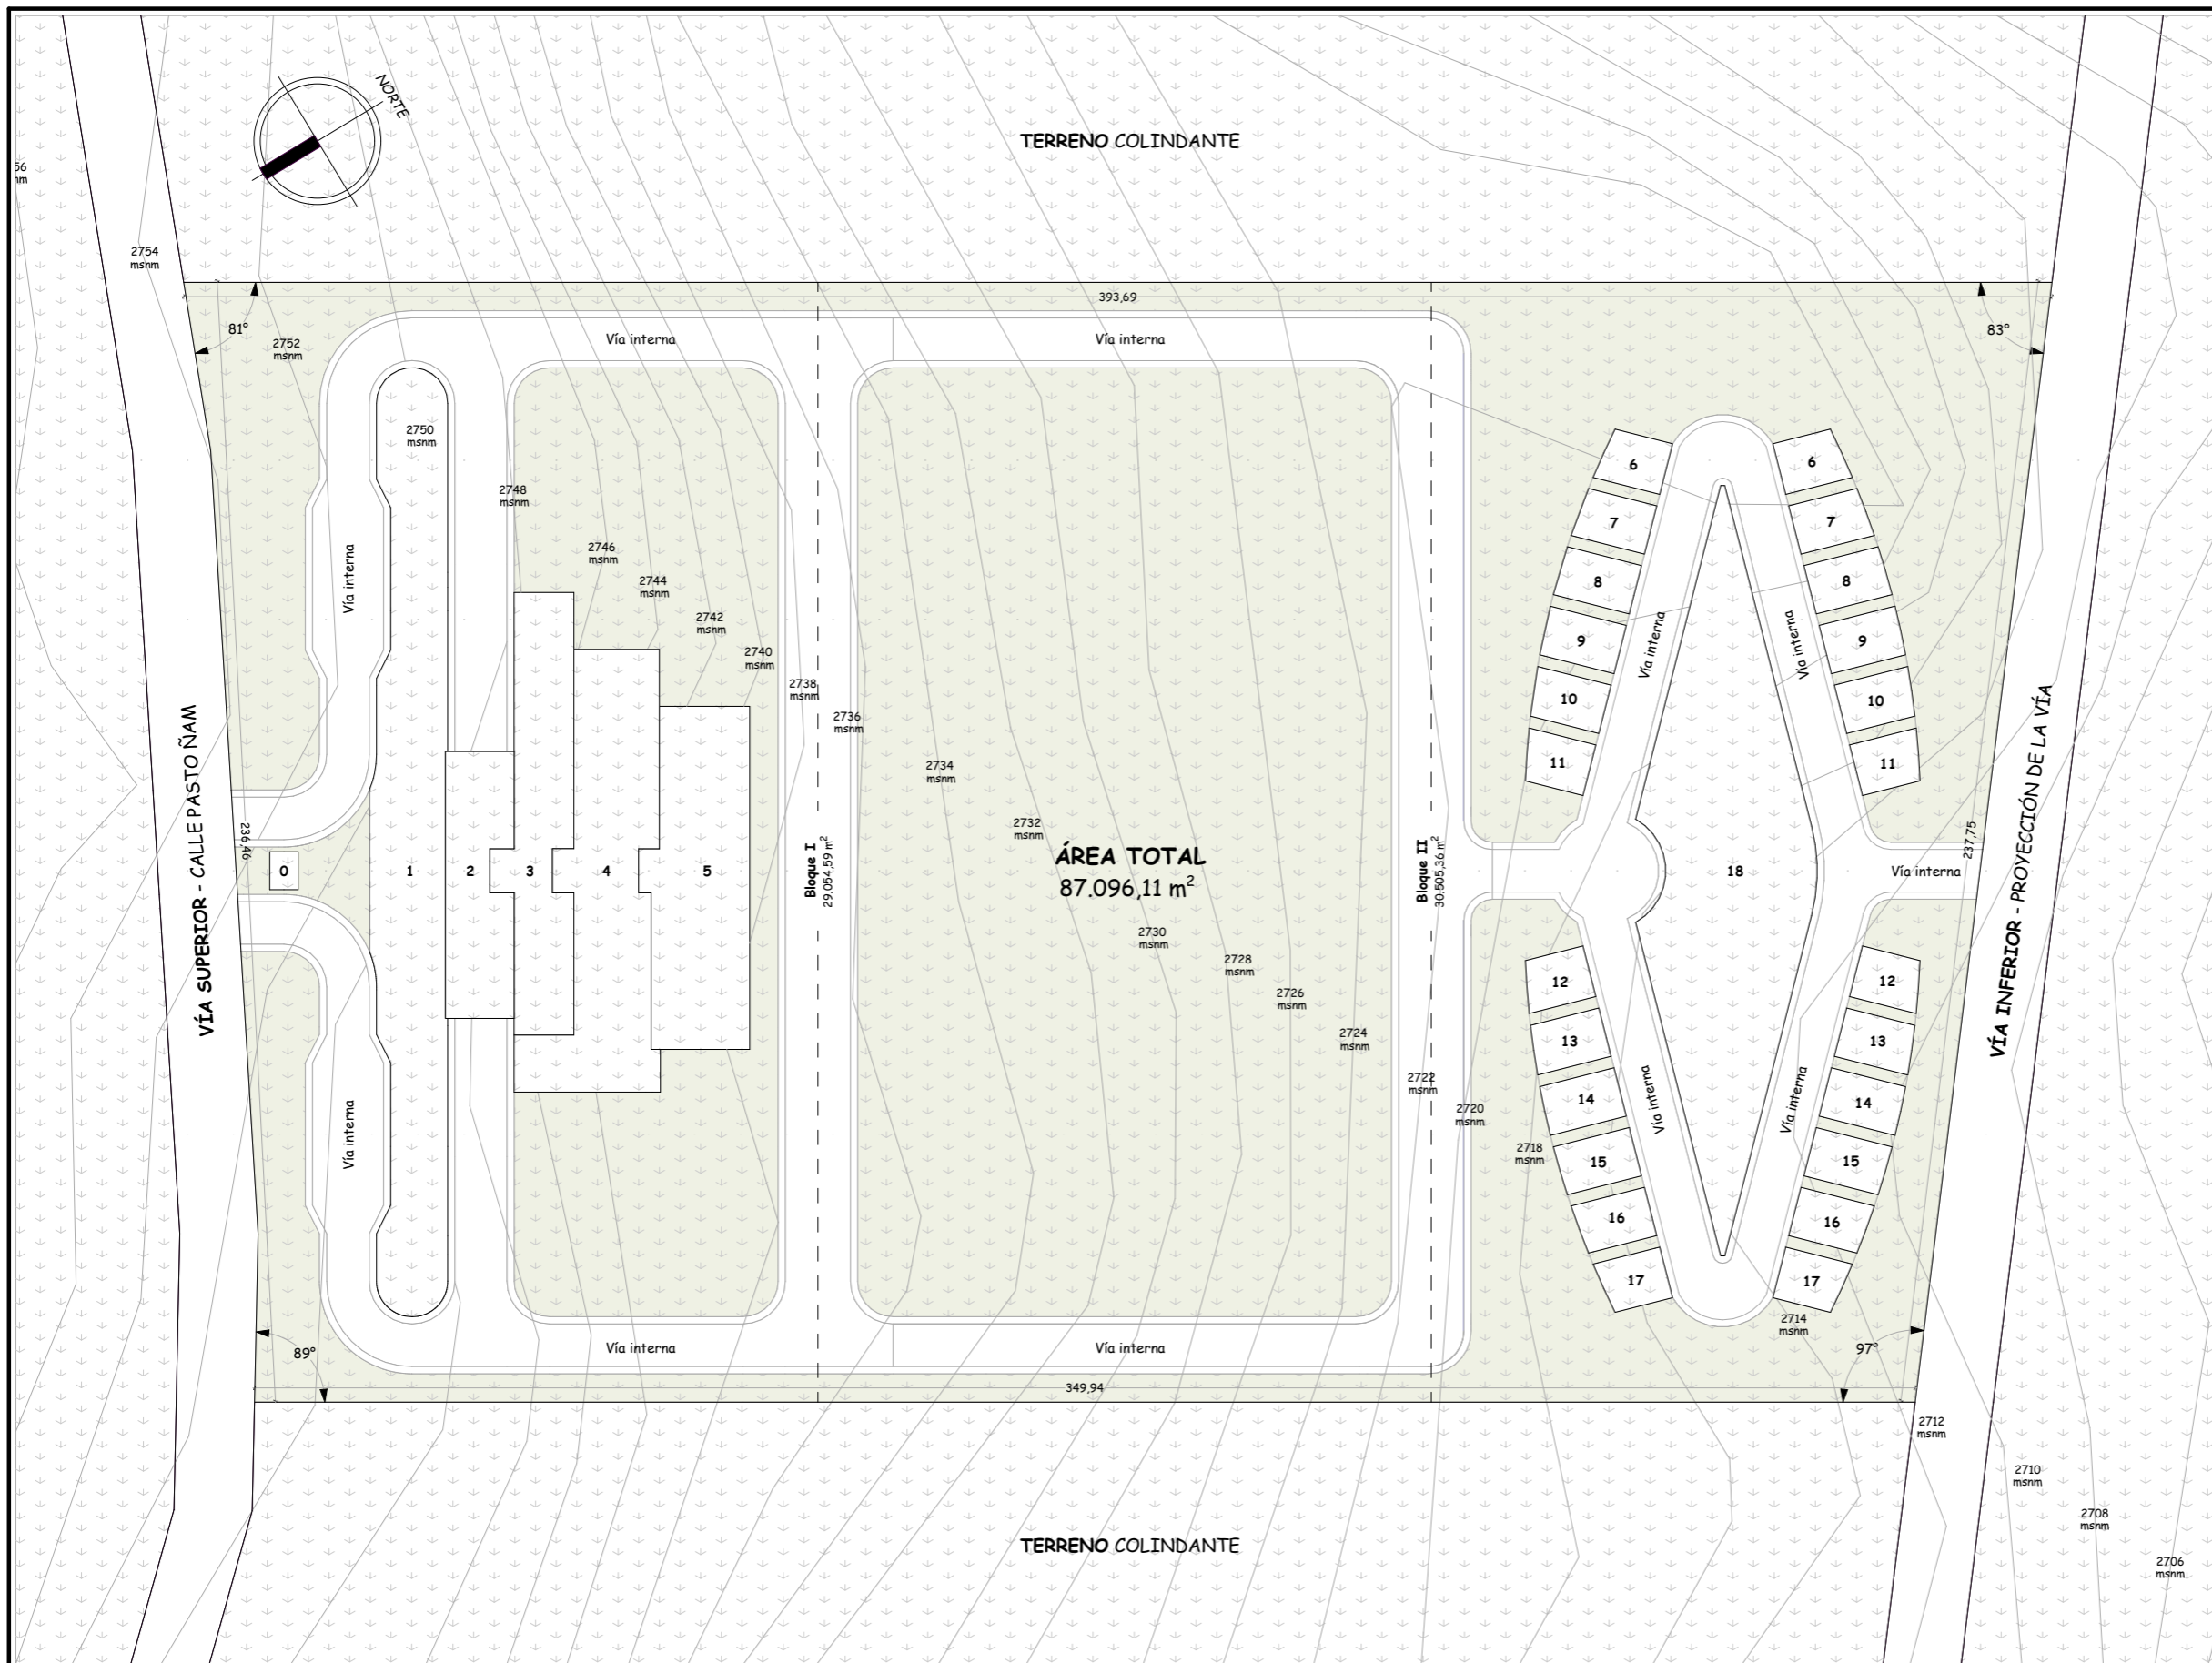 NORTE
TERRENO COLINDANTE
56
2754
msnm
393,69
81°
83°
2752
msnm
Vía interna
Vía interna
2750
msnm
6
6
2748
msnm
7
7
2746
msnm
Vía interna
8
8
2744
msnm
2742
msnm
9
9
Vía interna
Vía interna
2740
msnm
2738
msnm
10
10
2736
msnm
11
11
2734
msnm
VÍA SUPERIOR - CALLE PASTO ÑAM
236,46
2732
msnm
ÁREA TOTAL
87.096,11 m²
Bloque I
29.054,59 m²
Bloque II
30.505,36 m²
237,75
VÍA INFERIOR - PROYECCIÓN DE LA VÍA
0
1
2
3
4
5
18
Vía interna
2730
msnm
2728
msnm
2726
msnm
12
12
2724
msnm
13
13
2722
msnm
14
14
2720
msnm
Vía interna
Vía interna
Vía interna
2718
msnm
15
15
16
16
17
17
2714
msnm
89°
Vía interna
Vía interna
97°
349,94
2712
msnm
2710
msnm
2708
msnm
TERRENO COLINDANTE
2706
msnm